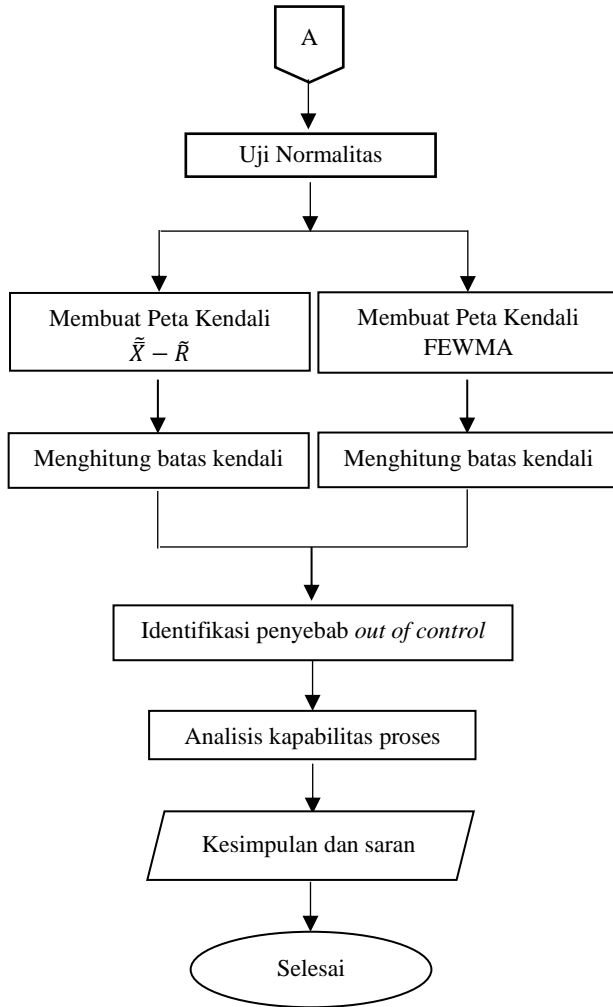 A
Uji Normalitas
Membuat Peta Kendali
X̿̃ − R̃
Membuat Peta Kendali
FEWMA
Menghitung batas kendali
Menghitung batas kendali
Identifikasi penyebab out of control
Analisis kapabilitas proses
Kesimpulan dan saran
Selesai